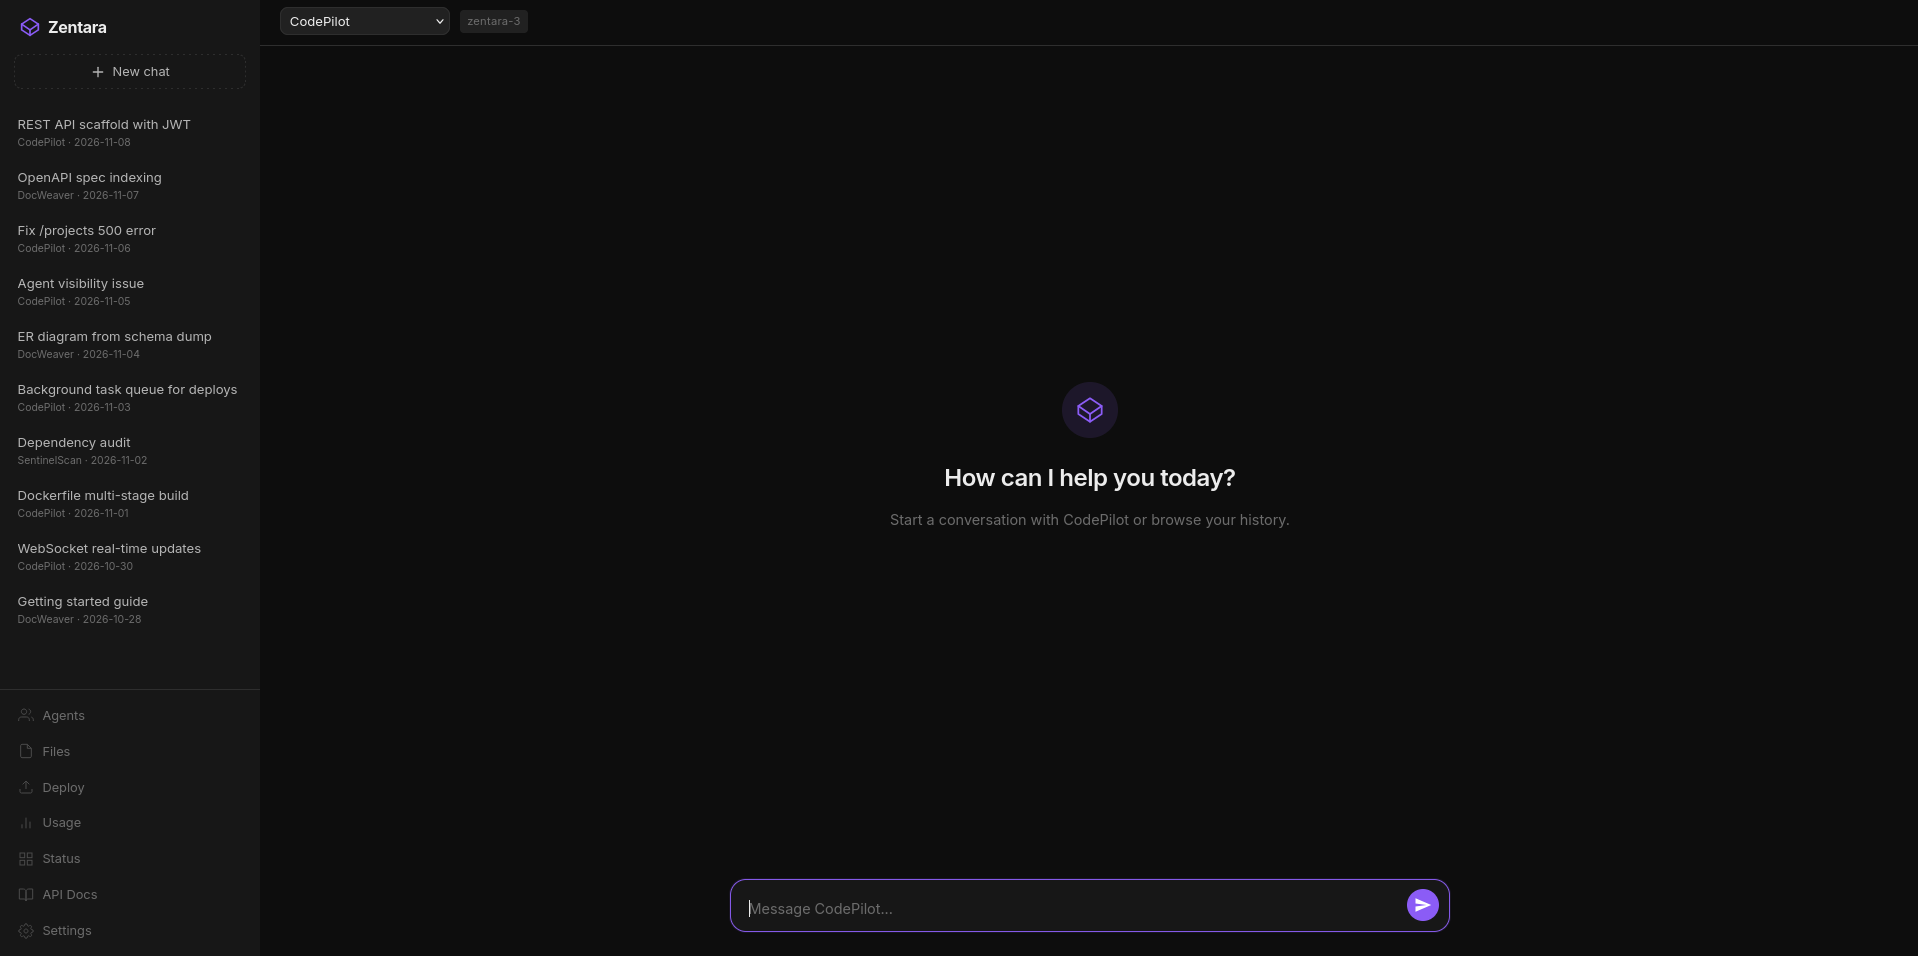 Zentara
New chat
REST API scaffold with JWT
CodePilot · 2026-11-08
OpenAPI spec indexing
DocWeaver · 2026-11-07
Fix /projects 500 error
CodePilot · 2026-11-06
Agent visibility issue
CodePilot · 2026-11-05
ER diagram from schema dump
DocWeaver · 2026-11-04
Background task queue for deploys
CodePilot · 2026-11-03
Dependency audit
SentinelScan · 2026-11-02
Dockerfile multi-stage build
CodePilot · 2026-11-01
WebSocket real-time updates
CodePilot · 2026-10-30
Getting started guide
DocWeaver · 2026-10-28
Agents
Files
Deploy
Usage
Status
API Docs
Settings
CodePilot
zentara-3
How can I help you today?
Start a conversation with CodePilot or browse your history.
Message CodePilot...